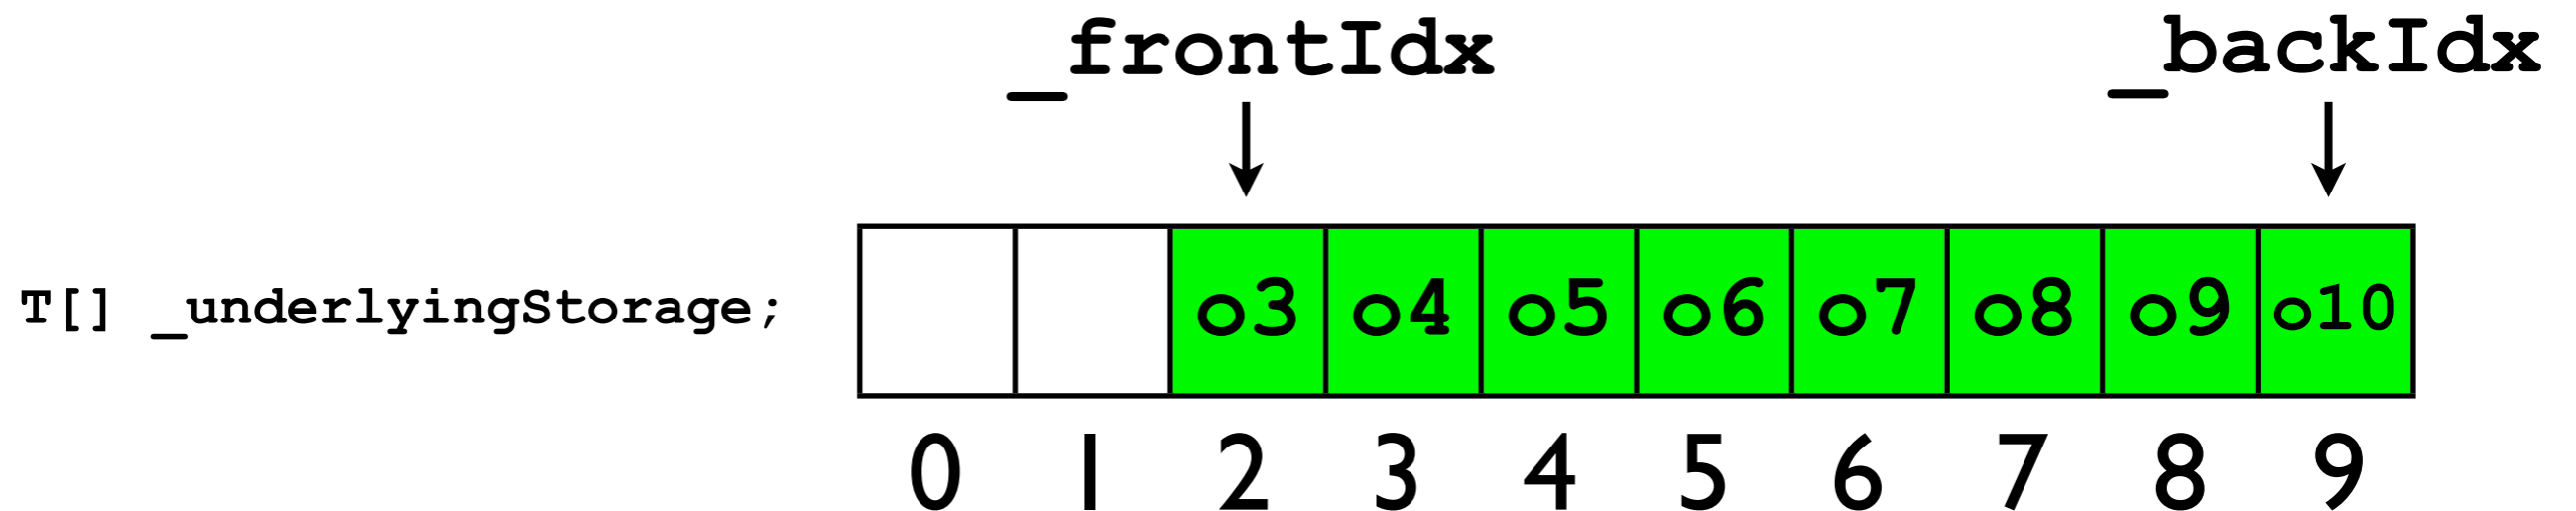 _frontIdx _backIdx
T[] _underlyingStorage; o3 o4 o5 o6 o7 o8 o9 o10
0 1 2 3 4 5 6 7 8 9